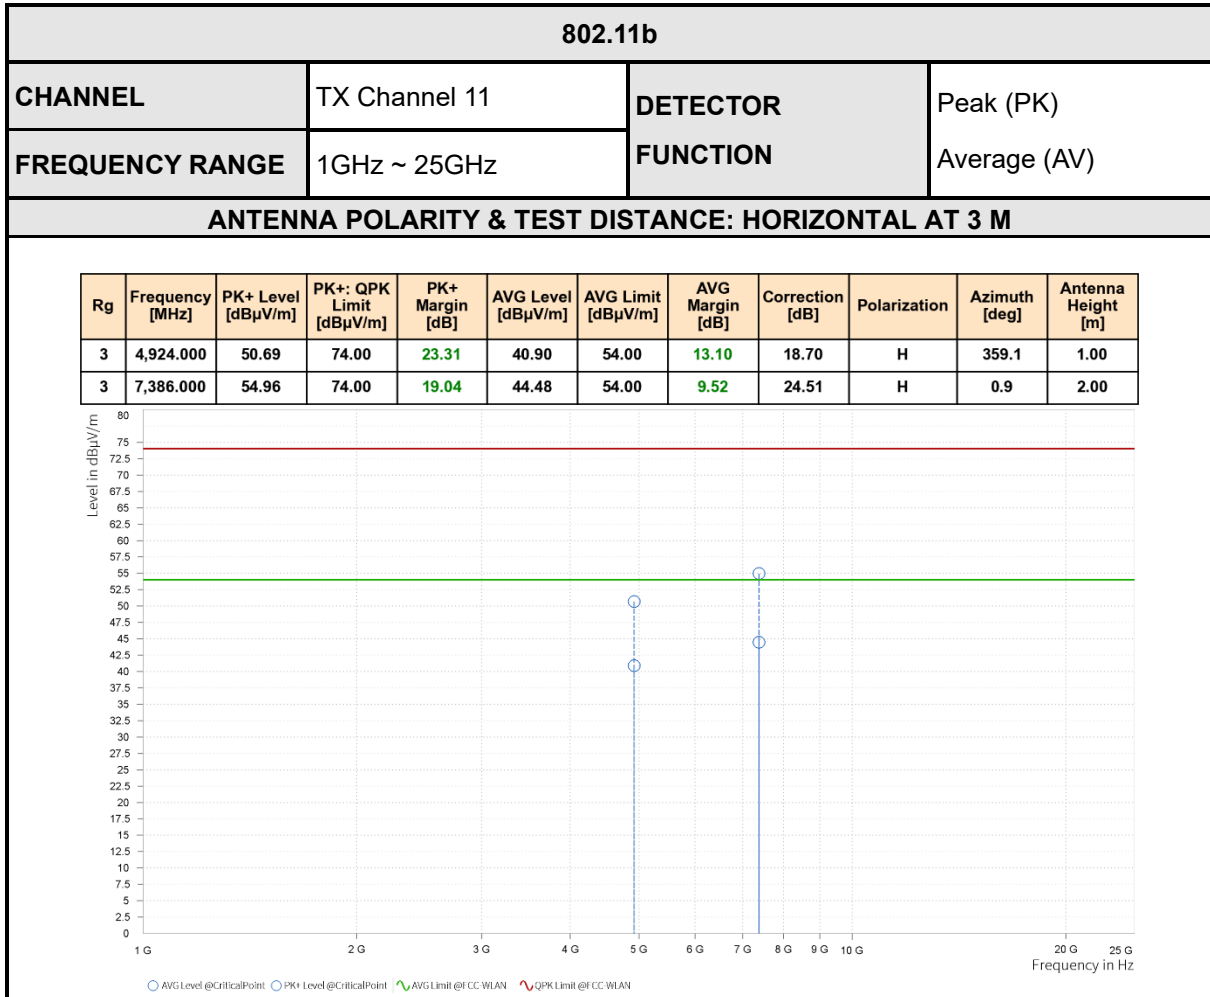 802.11b
CHANNEL TX Channel 11 DETECTOR FUNCTION Peak (PK) Average (AV)
FREQUENCY RANGE 1GHz ~ 25GHz
ANTENNA POLARITY & TEST DISTANCE: HORIZONTAL AT 3 M
Rg Frequency [MHz] PK+ Level [dBµV/m] PK+: QPK Limit [dBµV/m] PK+ Margin [dB] AVG Level [dBµV/m] AVG Limit [dBµV/m] AVG Margin [dB] Correction [dB] Polarization Azimuth [deg] Antenna Height [m]
3 4,924.000 50.69 74.00 23.31 40.90 54.00 13.10 18.70 H 359.1 1.00
3 7,386.000 54.96 74.00 19.04 44.48 54.00 9.52 24.51 H 0.9 2.00
Level in dBµV/m
80
75
72.5
70
67.5
65
62.5
60
57.5
55
52.5
50
47.5
45
42.5
40
37.5
35
32.5
30
27.5
25
22.5
20
17.5
15
12.5
10
7.5
5
2.5
0
1 G 2 G 3 G 4 G 5 G 6 G 7 G 8 G 9 G 10 G 20 G 25 G
Frequency in Hz
AVG Level @CriticalPoint PK+ Level @CriticalPoint AVG Limit @FCC-WLAN QPK Limit @FCC-WLAN